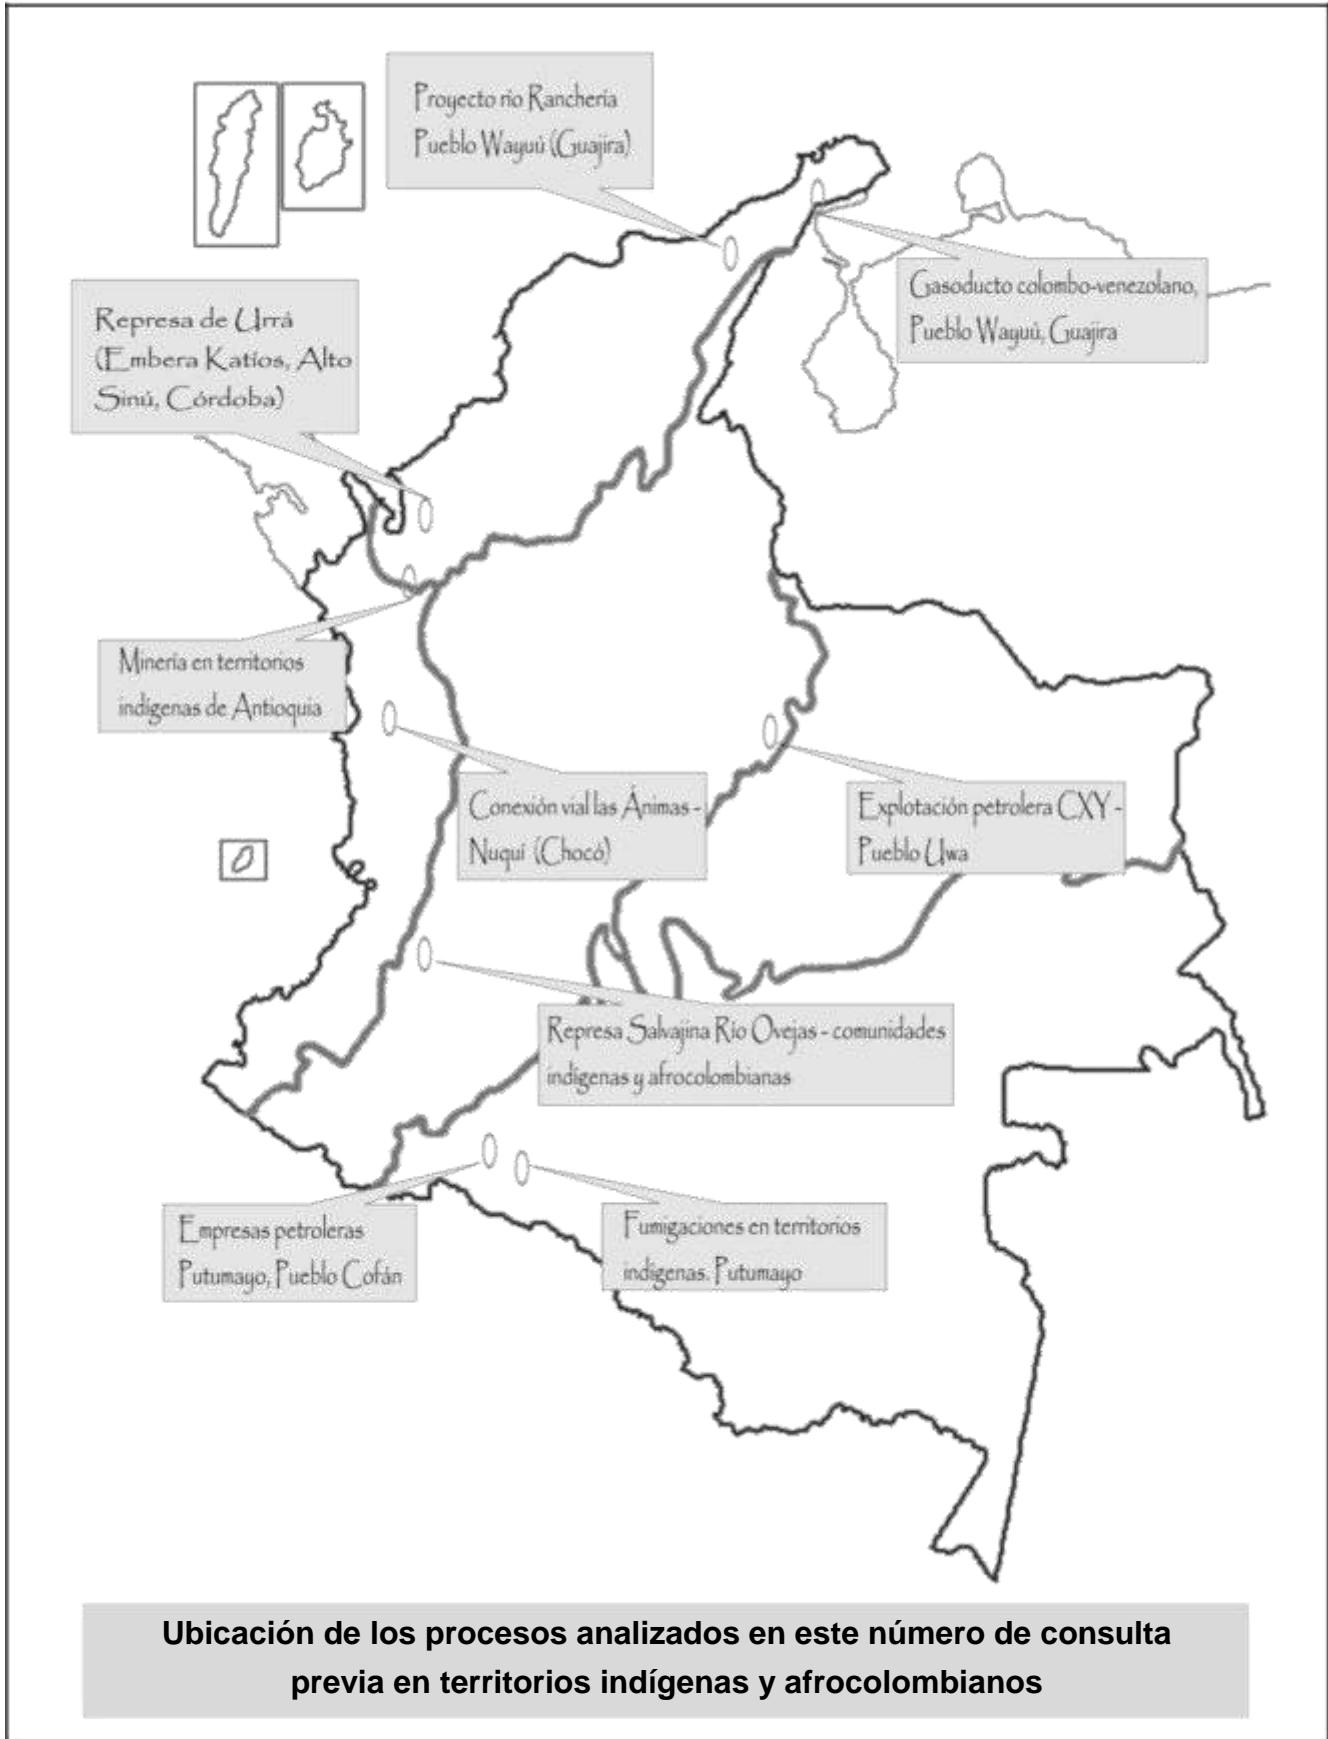 Proyecto río Ranchería
Pueblo Wayuú (Guajira)
Gasoducto colombo-venezolano,
Pueblo Wayuú, Guajira
Represa de Urrá
(Embera Katíos, Alto
Sinú, Córdoba)
Minería en territorios
indígenas de Antioquia
Conexión vial las Ánimas -
Nuquí (Chocó)
Explotación petrolera CXY -
Pueblo Uwa
Represa Salvajina Río Ovejas - comunidades
indígenas y afrocolombianas
Empresas petroleras
Putumayo, Pueblo Cofán
Fumigaciones en territorios
indígenas. Putumayo
Ubicación de los procesos analizados en este número de consulta
previa en territorios indígenas y afrocolombianos